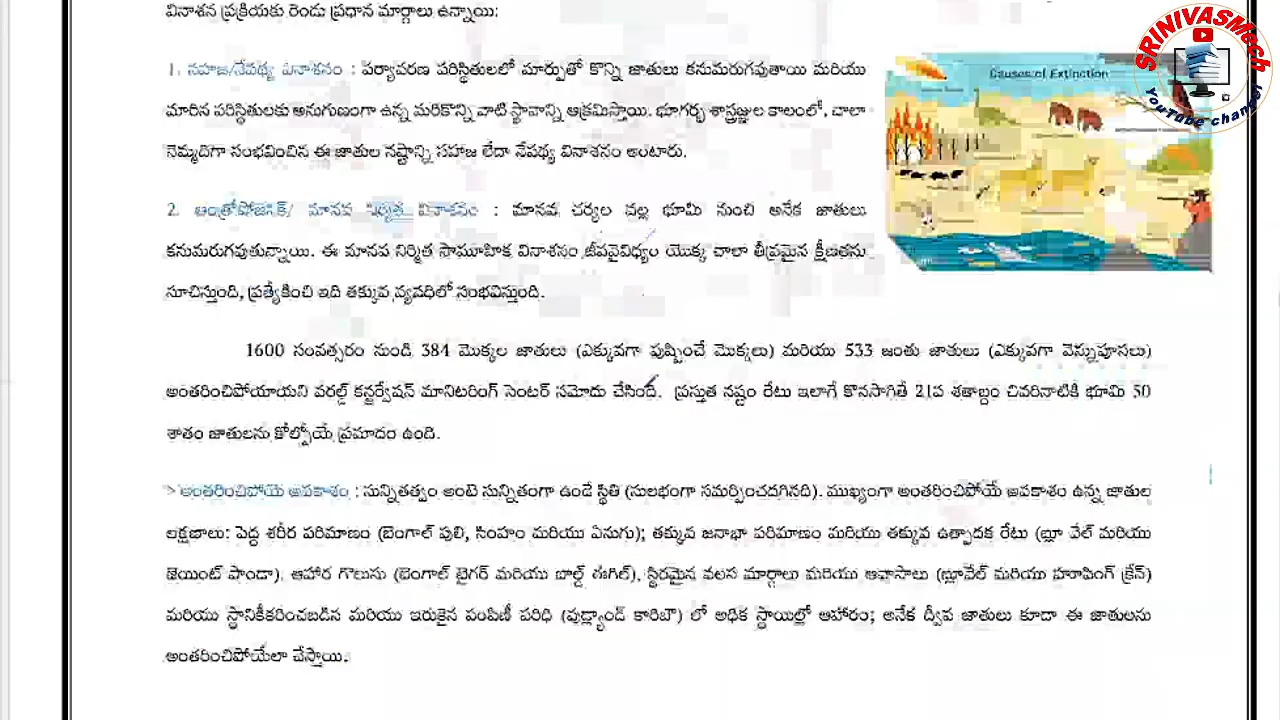 వినాశన ప్రక్రియకు రెండు ప్రధాన మార్గాలు ఉన్నాయి:
SRINIVASMech
YouTube channel
Causes of Extinction
1. సహజ/నేపథ్య వినాశనం : పర్యావరణ పరిస్థితులలో మార్పుతో కొన్ని జాతులు కనుమరుగవుతాయి మరియు
మారిన పరిస్థితులకు అనుగుణంగా ఉన్న మరికొన్ని వాటి స్థావాన్ని ఆక్రమిస్తాయి. భూగర్భ శాస్త్రజ్ఞుల కాలంలో, చాలా
నెమ్మదిగా సంభవించిన ఈ జాతుల నష్టాన్ని సహజ లేదా నేపథ్య వినాశనం అంటారు.
2. ఆంత్రోపోజెనిక్/ మానవ నిర్మిత వినాశనం : మానవ చర్యల వల్ల భూమి నుంచి అనేక జాతులు
కనుమరుగవుతున్నాయి. ఈ మానవ నిర్మిత సామూహిక వినాశనం జీవవైవిధ్యం యొక్క చాలా తీవ్రమైన క్షీణతను
సూచిస్తుంది, ప్రత్యేకించి ఇది తక్కువ వ్యవధిలో సంభవిస్తుంది.
1600 సంవత్సరం నుండి 384 మొక్కల జాతులు (ఎక్కువగా పుష్పించే మొక్కలు) మరియు 533 జంతు జాతులు (ఎక్కువగా వెన్నుపూసలు)
అంతరించిపోయాయని వరల్డ్ కన్జర్వేషన్ మానిటరింగ్ సెంటర్ నమోదు చేసింది. ప్రస్తుత నష్టం రేటు ఇలాగే కొనసాగితే 21వ శతాబ్దం చివరినాటికి భూమి 50
శాతం జాతులను కోల్పోయే ప్రమాదం ఉంది.
> అంతరించిపోయే అవకాశం : సున్నితత్వం అంటె సున్నితంగా ఉండే స్థితి (సులభంగా సమర్పించదగినది). ముఖ్యంగా అంతరించిపోయే అవకాశం ఉన్న జాతుల
లక్షణాలు: పెద్ద శరీర పరిమాణం (బెంగాల్ పులి, సింహం మరియు ఏనుగు); తక్కువ జనాభా పరిమాణం మరియు తక్కువ ఉత్పాదక రేటు (బ్లూ వేల్ మరియు
జెయింట్ పాండా), ఆహార గొలుసు (బెంగాల్ టైగర్ మరియు బాల్డ్ ఈగిల్), స్థిరమైన వలస మార్గాలు మరియు ఆవాసాలు (బ్లూవేల్ మరియు హూపింగ్ క్రేన్)
మరియు స్థానికీకరించబడిన మరియు ఇరుకైన పంపిణీ పరిధి (వుడ్ల్యాండ్ కారిబౌ) లో అధిక స్థాయిల్లో ఆహారం; అనేక ద్వీప జాతులు కూడా ఈ జాతులను
అంతరించిపోయేలా చేస్తాయి.